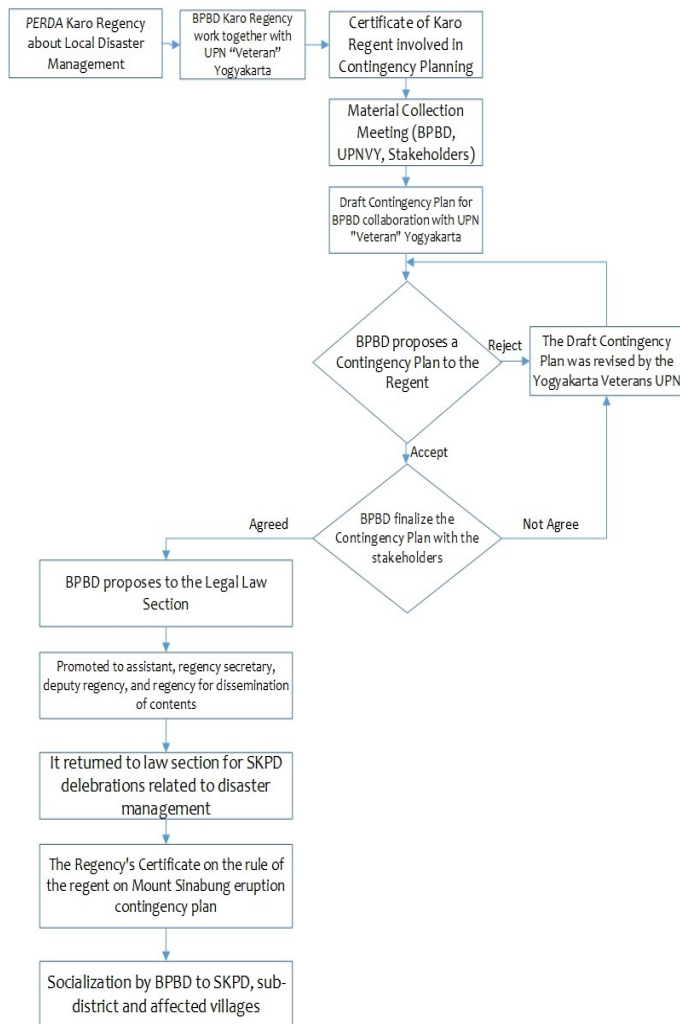 PERDA Karo Regency
about Local Disaster
Management
BPBD Karo Regency
work together with
UPN “Veteran”
Yogyakarta
Certificate of Karo
Regent involved in
Contingency Planning
Material Collection
Meeting (BPBD,
UPNVY, Stakeholders)
Draft Contingency Plan for
BPBD collaboration with UPN
"Veteran" Yogyakarta
BPBD proposes a
Contingency Plan to the
Regent
Reject
The Draft Contingency
Plan was revised by the
Yogyakarta Veterans UPN
Accept
BPBD finalize the
Contingency Plan with the
stakeholders
Agreed
Not Agree
BPBD proposes to the Legal Law
Section
Promoted to assistant, regency secretary,
deputy regency, and regency for dissemination
of contents
It returned to law section for SKPD
delebrations related to disaster
management
The Regency's Certificate on the rule of
the regent on Mount Sinabung eruption
contingency plan
Socialization by BPBD to SKPD, sub-
district and affected villages